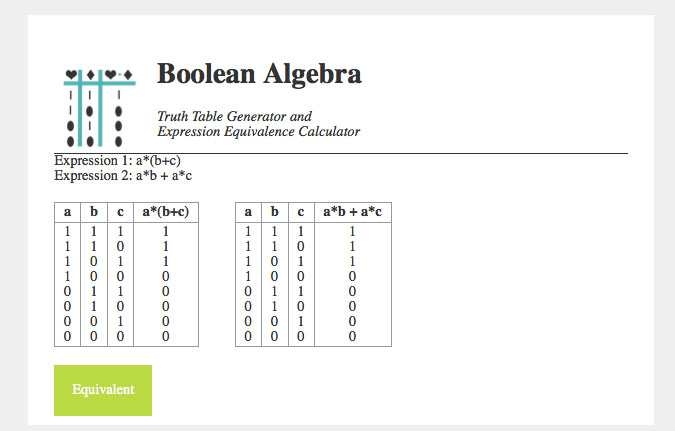 Boolean Algebra
Truth Table Generator and
Expression Equivalence Calculator
Expression 1: a*(b+c)
Expression 2: a*b + a*c
a b c a*(b+c)
1 1 1 1
1 1 0 1
1 0 1 1
1 0 0 0
0 1 1 0
0 1 0 0
0 0 1 0
0 0 0 0
a b c a*b + a*c
1 1 1 1
1 1 0 1
1 0 1 1
1 0 0 0
0 1 1 0
0 1 0 0
0 0 1 0
0 0 0 0
Equivalent